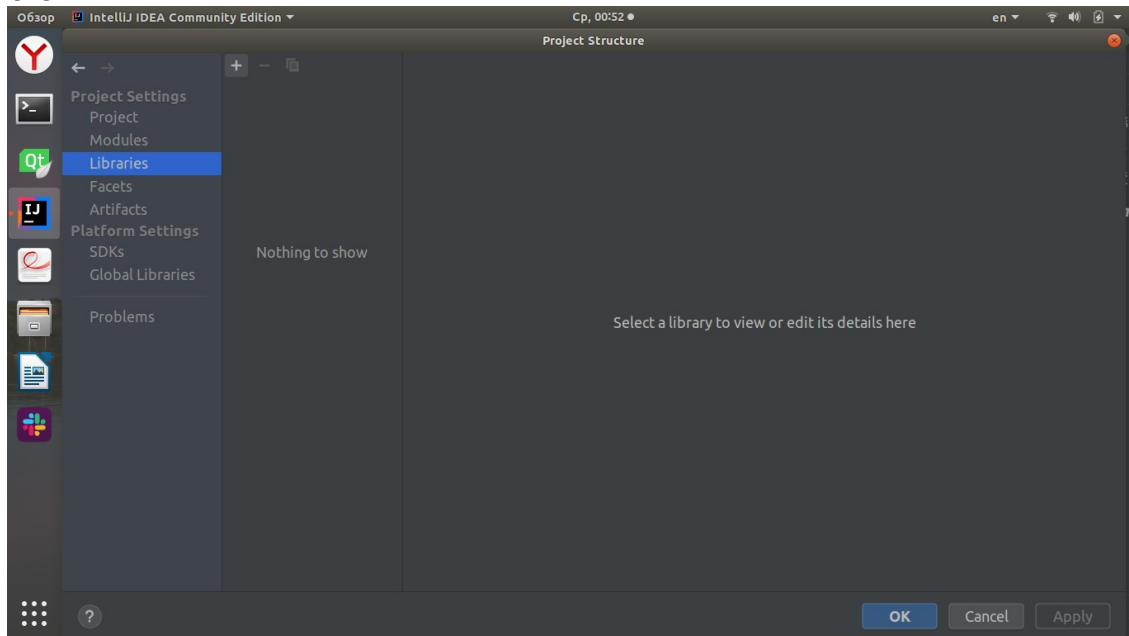 Обзор IntelliJ IDEA Community Edition Ср, 00:52 en
Project Structure
Project Settings
Project
Modules
Libraries
Facets
Artifacts
Platform Settings
SDKs
Global Libraries
Problems
Nothing to show
Select a library to view or edit its details here
Y
>_
Qt
IJ
?
OK Cancel Apply